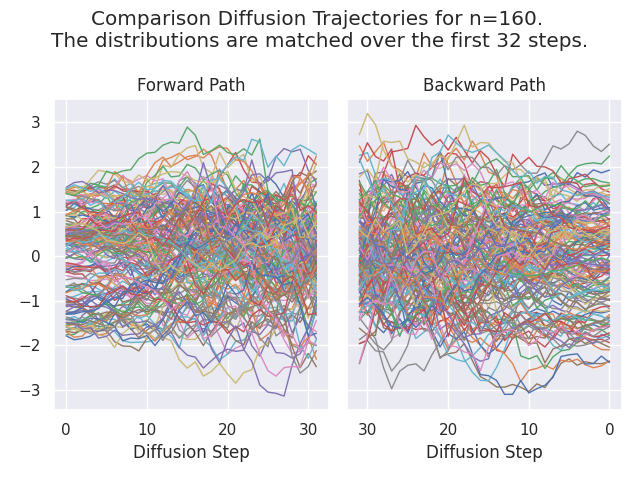 Comparison Diffusion Trajectories for n=160.
The distributions are matched over the first 32 steps.
Forward Path
Backward Path
3
2
1
0
−1
−2
−3
0 10 20 30
30 20 10 0
Diffusion Step
Diffusion Step